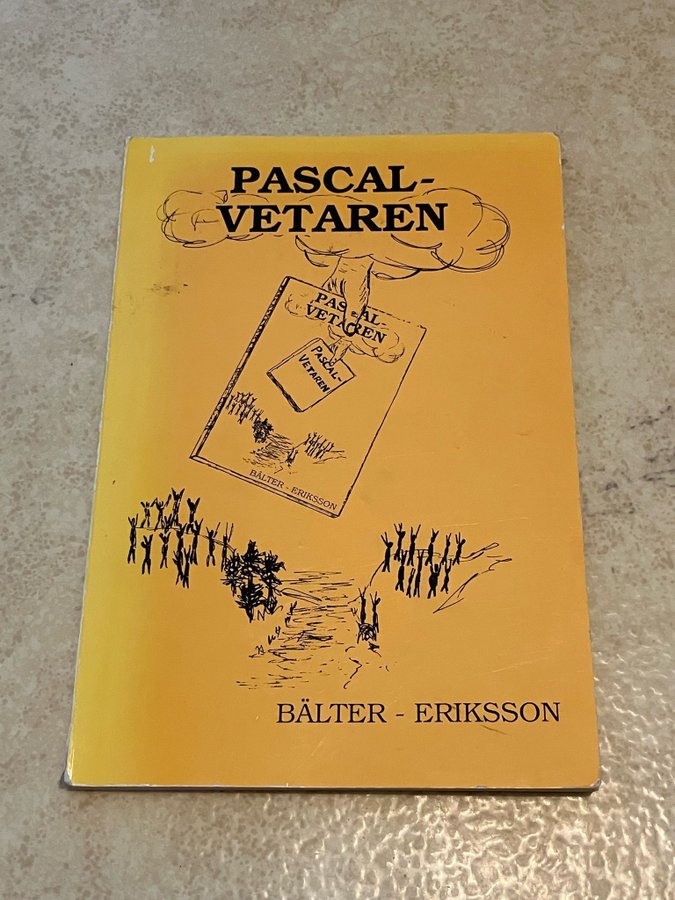 PASCAL-
VETAREN
PASCAL-
VETAREN
PASCAL-
VETAREN
BÄLTER - ERIKSSON
BÄLTER - ERIKSSON